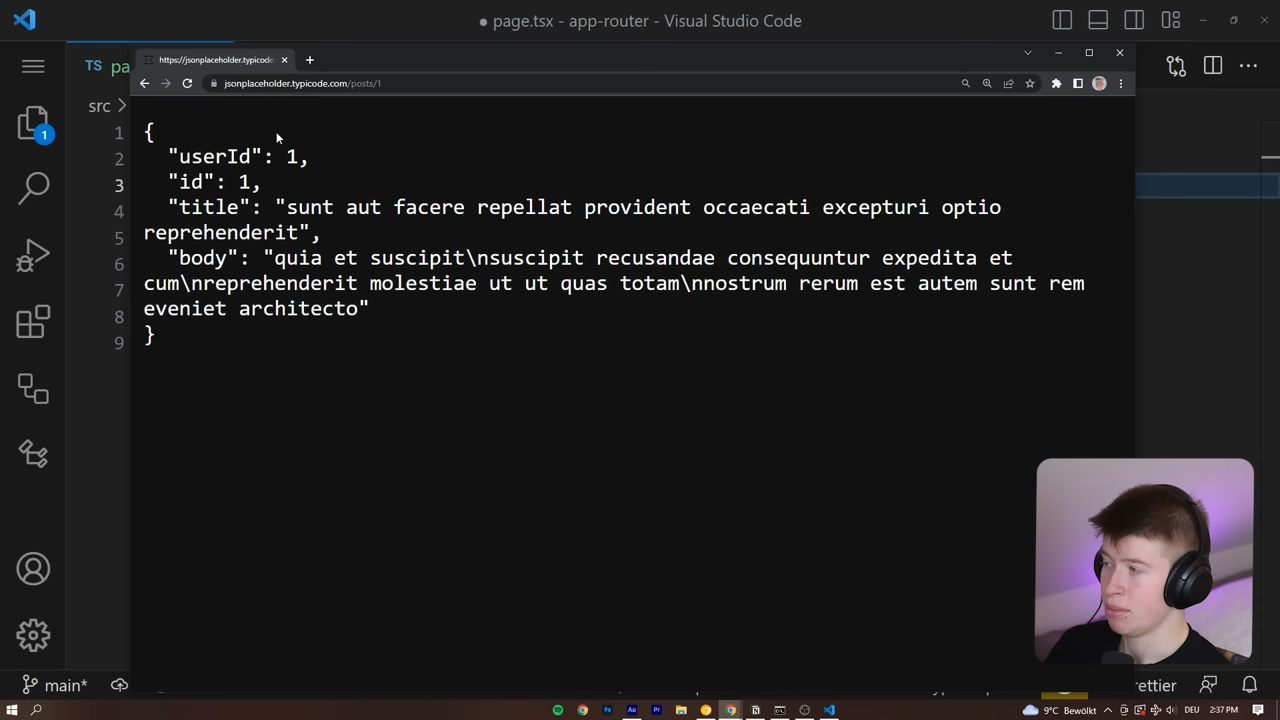 ● page.tsx - app-router - Visual Studio Code
TS
https://jsonplaceholder.typicode.
jsonplaceholder.typicode.com/posts/1
src >
1
2
3
4
5
6
7
8
9
{
"userId": 1,
"id": 1,
"title": "sunt aut facere repellat provident occaecati excepturi optio
reprehenderit",
"body": "quia et suscipit\nsuscipit recusandae consequuntur expedita et
cum\nreprehenderit molestiae ut ut quas totam\nnostrum rerum est autem sunt rem
eveniet architecto"
}
1
main*
9°C Bewölkt
DEU
2:37 PM